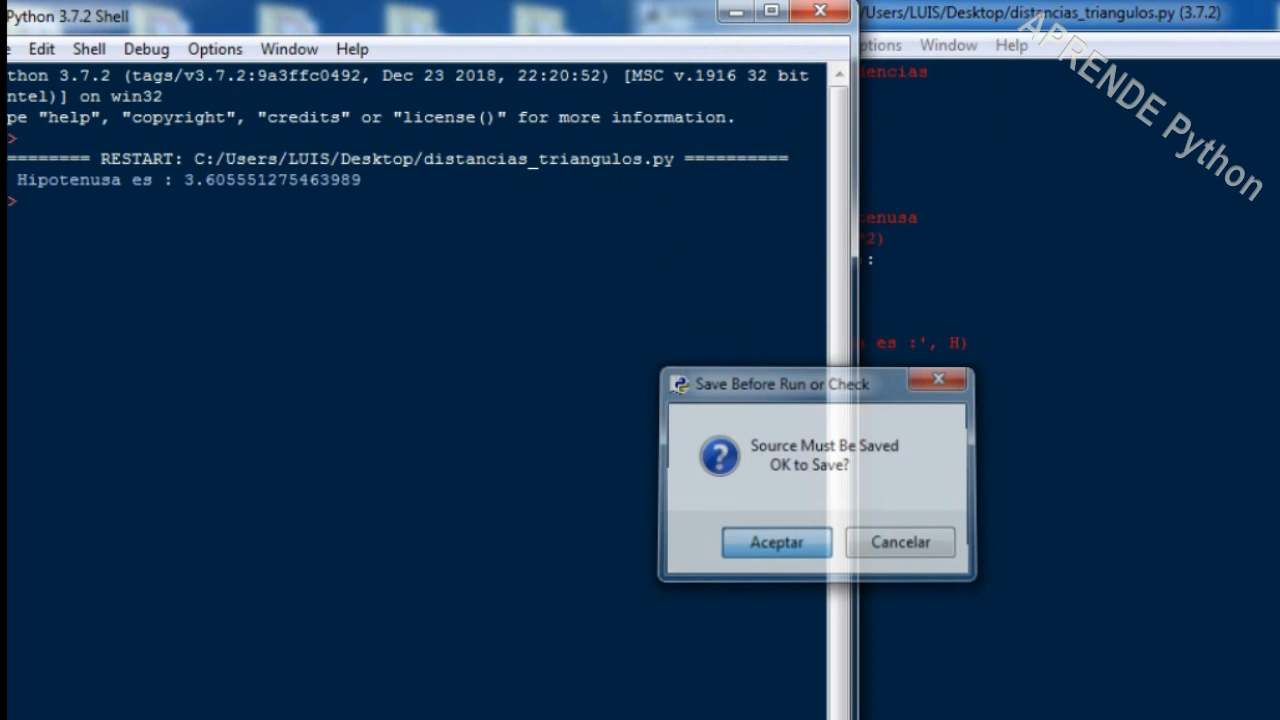 Python 3.7.2 Shell
Edit Shell Debug Options Window Help
thon 3.7.2 (tags/v3.7.2:9a3ffc0492, Dec 23 2018, 22:20:52) [MSC v.1916 32 bit
ntel)] on win32
pe "help", "copyright", "credits" or "license()" for more information.
>
======== RESTART: C:/Users/LUIS/Desktop/distancias_triangulos.py ==========
Hipotenusa es : 3.605551275463989
>
/Users/LUIS/Desktop/distancias_triangulos.py (3.7.2)
ptions Window Help
encias
enusa
2)
:
es :', H)
APRENDE Python
Save Before Run or Check
Source Must Be Saved
OK to Save?
Aceptar Cancelar